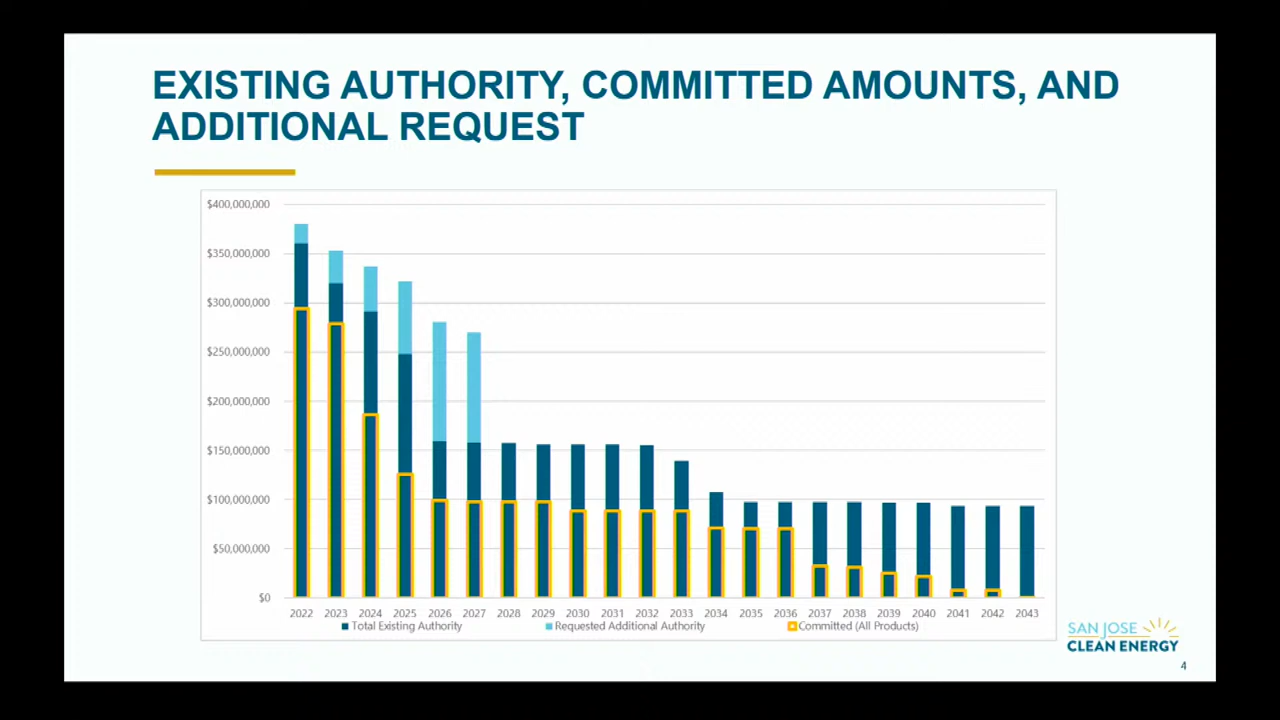 EXISTING AUTHORITY, COMMITTED AMOUNTS, AND
ADDITIONAL REQUEST
$400,000,000
$350,000,000
$300,000,000
$250,000,000
$200,000,000
$150,000,000
$100,000,000
$50,000,000
$0
2022 2023 2024 2025 2026 2027 2028 2029 2030 2031 2032 2033 2034 2035 2036 2037 2038 2039 2040 2041 2042 2043
Total Existing Authority Requested Additional Authority Committed (All Products)
SAN JOSE
CLEAN ENERGY
4